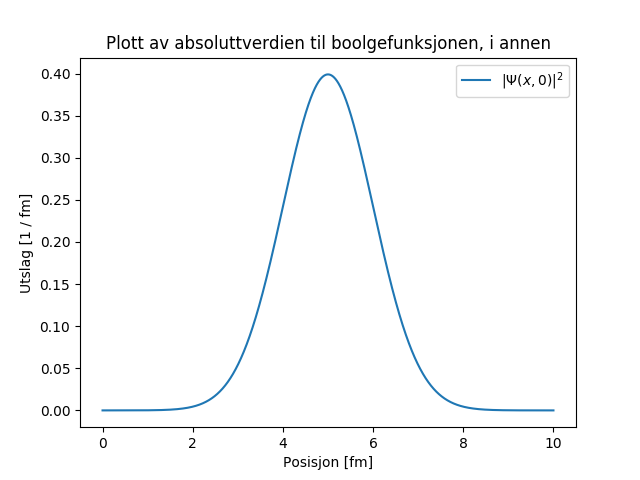 Plott av absoluttverdien til boolgefunksjonen, i annen
|Ψ(x, 0)|²
Utslag [1 / fm]
0.40
0.35
0.30
0.25
0.20
0.15
0.10
0.05
0.00
0 2 4 6 8 10
Posisjon [fm]